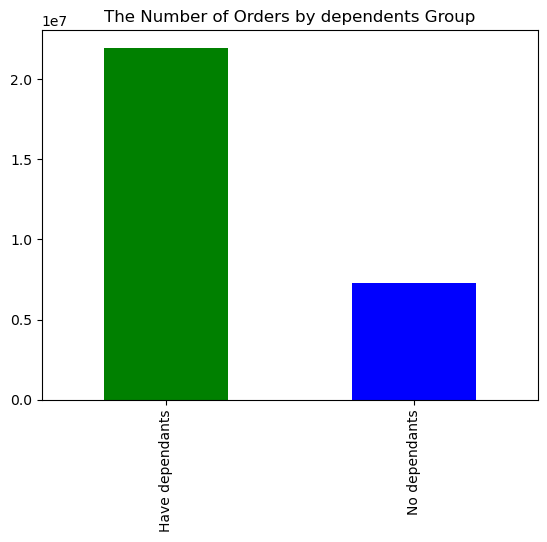 The Number of Orders by dependents Group
1e7
2.0
1.5
1.0
0.5
0.0
Have dependants
No dependants